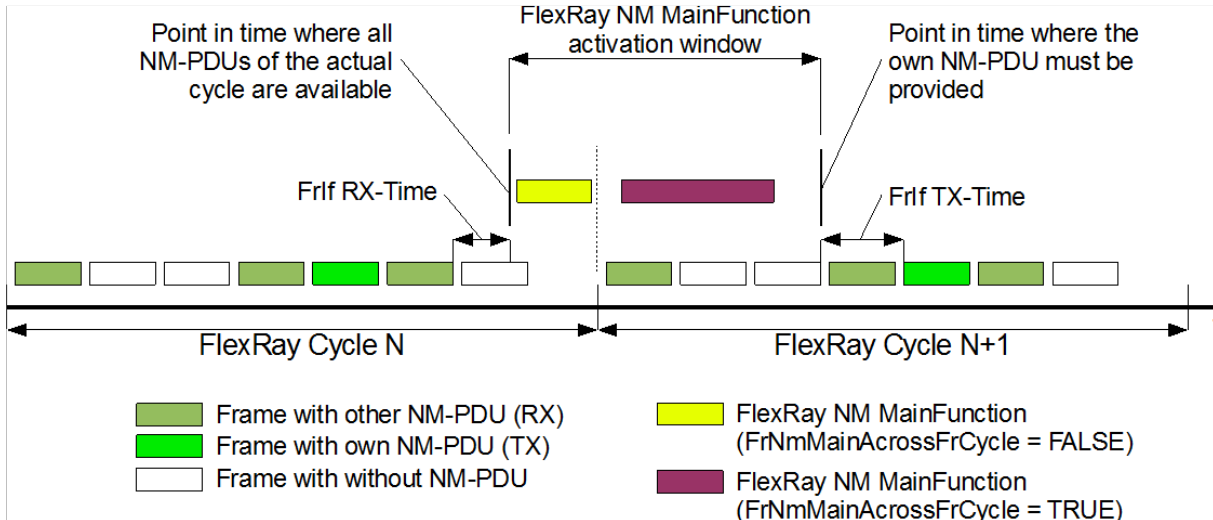 FlexRay NM MainFunction
activation window
Point in time where all
NM-PDUs of the actual
cycle are available
Point in time where the
own NM-PDU must be
provided
FrIf RX-Time
FrIf TX-Time
FlexRay Cycle N
FlexRay Cycle N+1
Frame with other NM-PDU (RX)
Frame with own NM-PDU (TX)
Frame with without NM-PDU
FlexRay NM MainFunction
(FrNmMainAcrossFrCycle = FALSE)
FlexRay NM MainFunction
(FrNmMainAcrossFrCycle = TRUE)